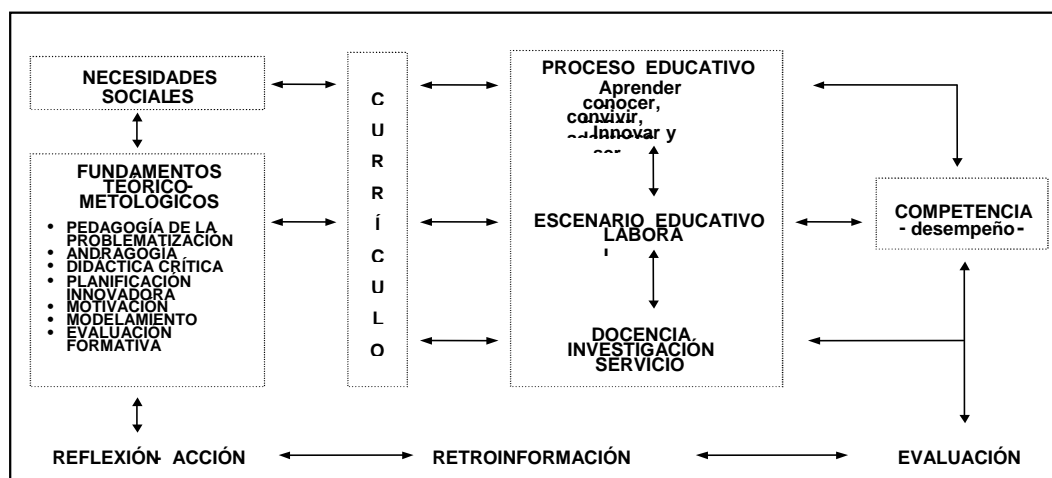 NECESIDADES
SOCIALES
FUNDAMENTOS
TEÓRICO-
METOLÓGICOS
• PEDAGOGÍA DE LA
PROBLEMATIZACIÓN
• ANDRAGOGÍA
• DIDÁCTICA CRÍTICA
• PLANIFICACIÓN
INNOVADORA
• MOTIVACIÓN
• MODELAMIENTO
• EVALUACIÓN
FORMATIVA
C
U
R
R
Í
C
U
L
O
PROCESO EDUCATIVO
Aprender
conocer,
convivir,
Innovar y
ser
ESCENARIO EDUCATIVO
LABORA
DOCENCIA
INVESTIGACIÓN
SERVICIO
COMPETENCIA
- desempeño -
REFLEXIÓN- ACCIÓN
RETROINFORMACIÓN
EVALUACIÓN